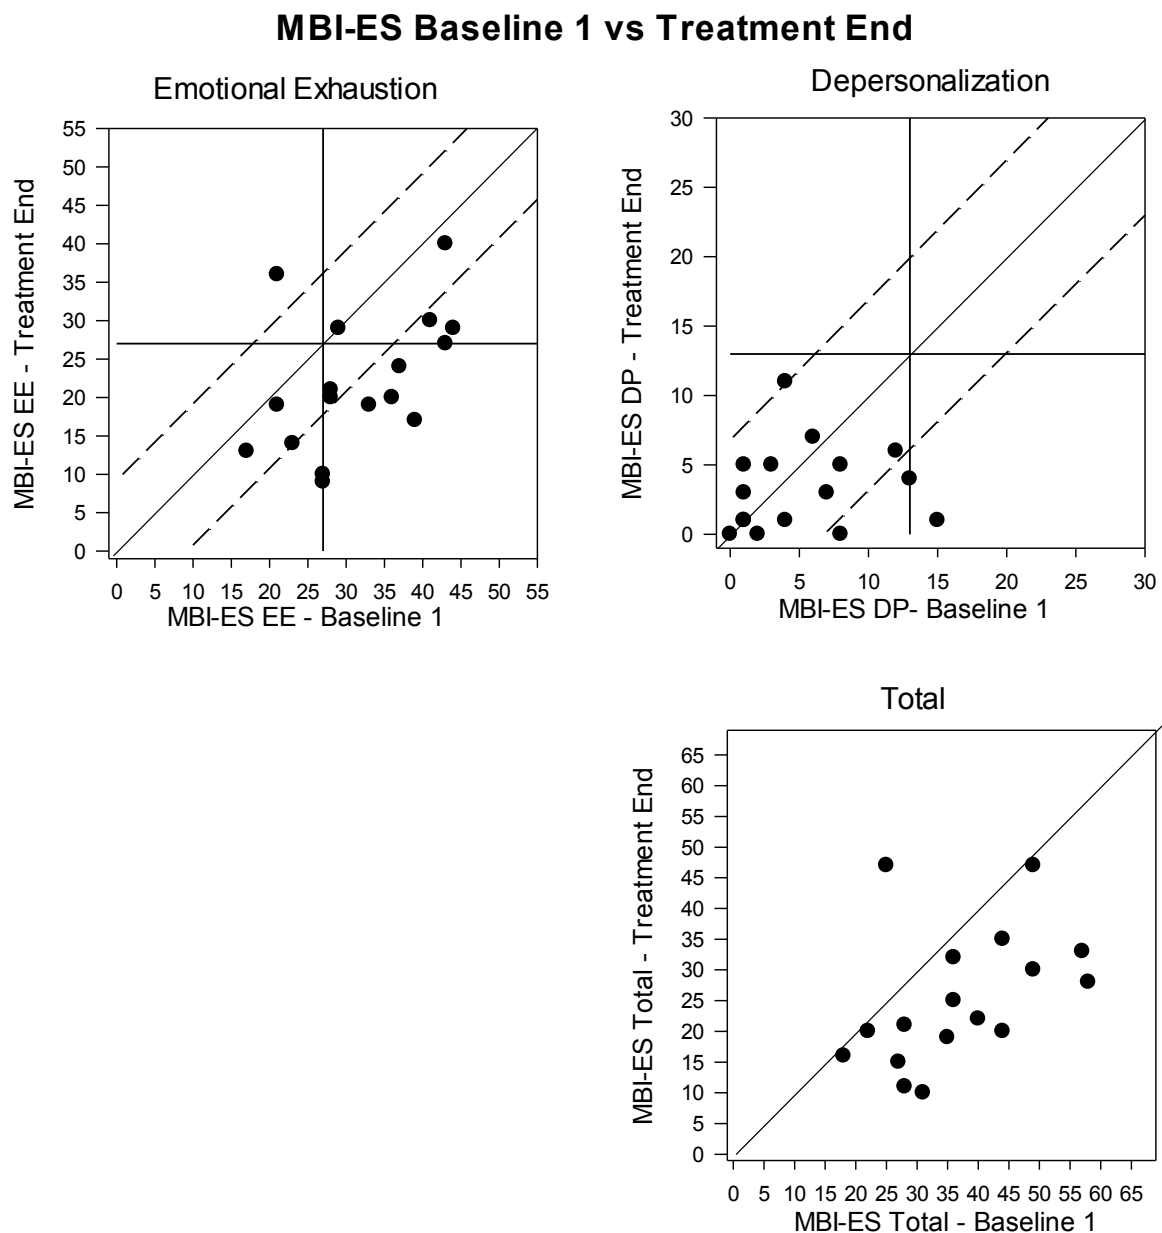 MBI-ES Baseline 1 vs Treatment End
Emotional Exhaustion
MBI-ES EE - Treatment End
55
50
45
40
35
30
25
20
15
10
5
0
0 5 10 15 20 25 30 35 40 45 50 55
MBI-ES EE - Baseline 1
Depersonalization
MBI-ES DP - Treatment End
30
25
20
15
10
5
0
0 5 10 15 20 25 30
MBI-ES DP- Baseline 1
Total
MBI-ES Total - Treatment End
65
60
55
50
45
40
35
30
25
20
15
10
5
0
0 5 10 15 20 25 30 35 40 45 50 55 60 65
MBI-ES Total - Baseline 1